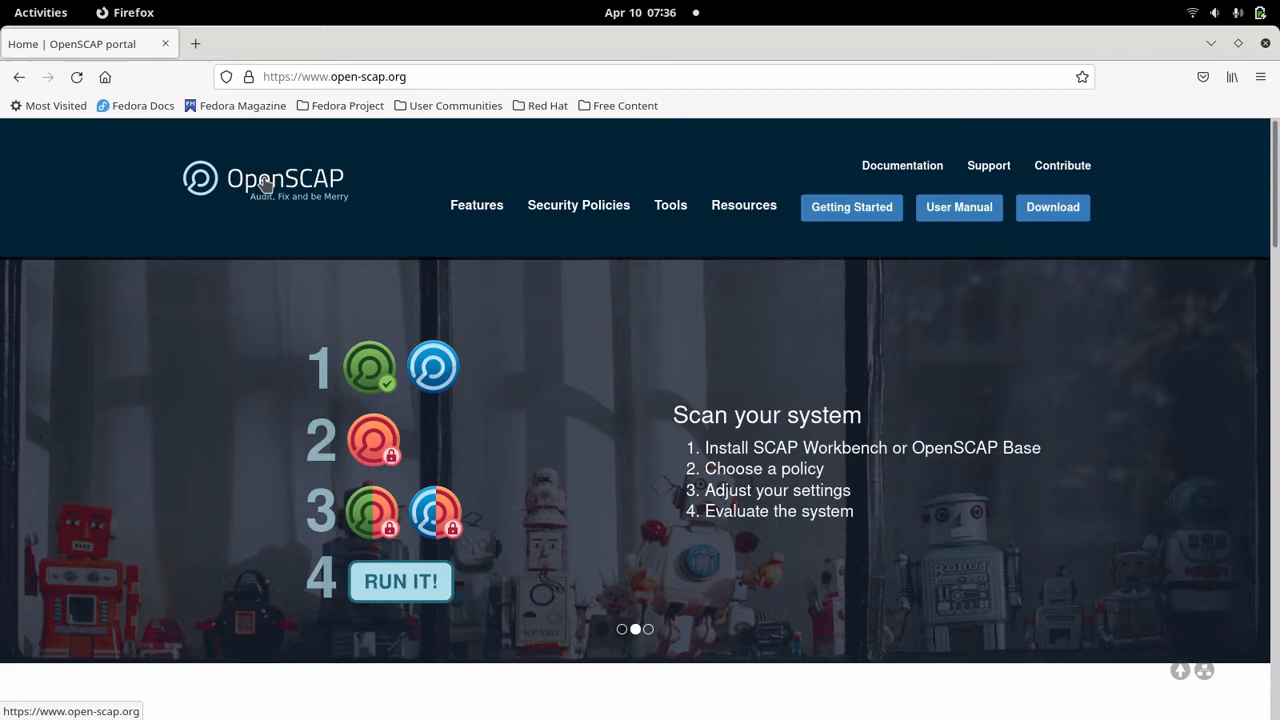 Activities Firefox Apr 10 07:36
Home | OpenSCAP portal
https://www.open-scap.org
Most Visited Fedora Docs Fedora Magazine Fedora Project User Communities Red Hat Free Content
OpenSCAP
Audit, Fix and be Merry
Documentation Support Contribute
Features Security Policies Tools Resources Getting Started User Manual Download
1
2
3
4 RUN IT!
Scan your system
1. Install SCAP Workbench or OpenSCAP Base
2. Choose a policy
3. Adjust your settings
4. Evaluate the system
https://www.open-scap.org